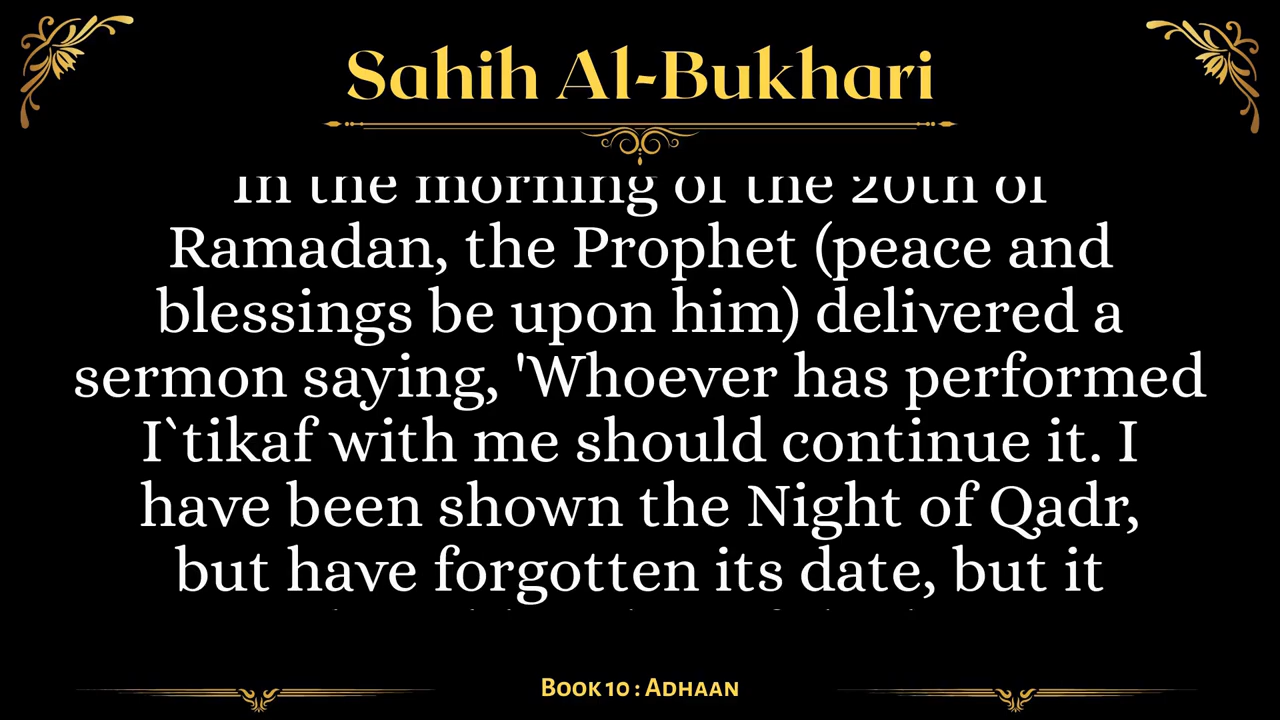 Sahih Al-Bukhari
In the morning of the 20th of
Ramadan, the Prophet (peace and
blessings be upon him) delivered a
sermon saying, 'Whoever has performed
I`tikaf with me should continue it. I
have been shown the Night of Qadr,
but have forgotten its date, but it
Book 10 : Adhaan